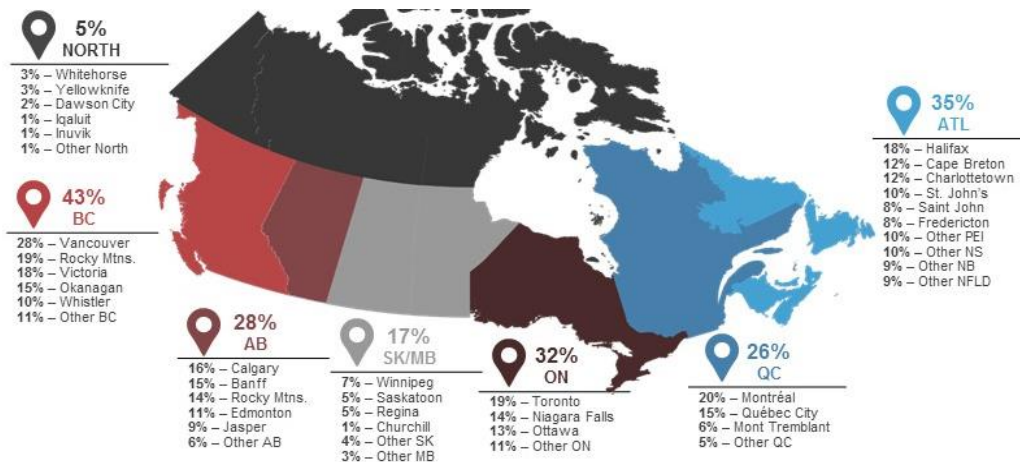 5%
NORTH
3% – Whitehorse
3% – Yellowknife
2% – Dawson City
1% – Iqaluit
1% – Inuvik
1% – Other North
43%
BC
28% – Vancouver
19% – Rocky Mtns.
18% – Victoria
15% – Okanagan
10% – Whistler
11% – Other BC
28%
AB
16% – Calgary
15% – Banff
14% – Rocky Mtns.
11% – Edmonton
9% – Jasper
6% – Other AB
17%
SK/MB
7% – Winnipeg
5% – Saskatoon
5% – Regina
1% – Churchill
4% – Other SK
3% – Other MB
32%
ON
19% – Toronto
14% – Niagara Falls
13% – Ottawa
11% – Other ON
26%
QC
20% – Montréal
15% – Québec City
6% – Mont Tremblant
5% – Other QC
35%
ATL
18% – Halifax
12% – Cape Breton
12% – Charlottetown
10% – St. John's
8% – Saint John
8% – Fredericton
10% – Other PEI
10% – Other NS
9% – Other NB
9% – Other NFLD